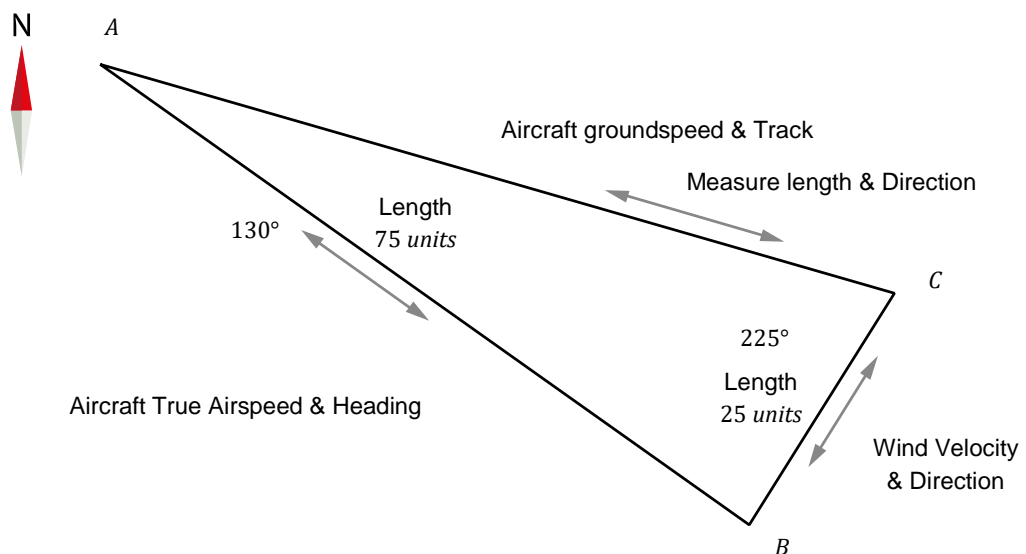 N
A
Aircraft groundspeed & Track
Measure length & Direction
Length
75 units
130°
C
225°
Length
25 units
Aircraft True Airspeed & Heading
Wind Velocity
& Direction
B